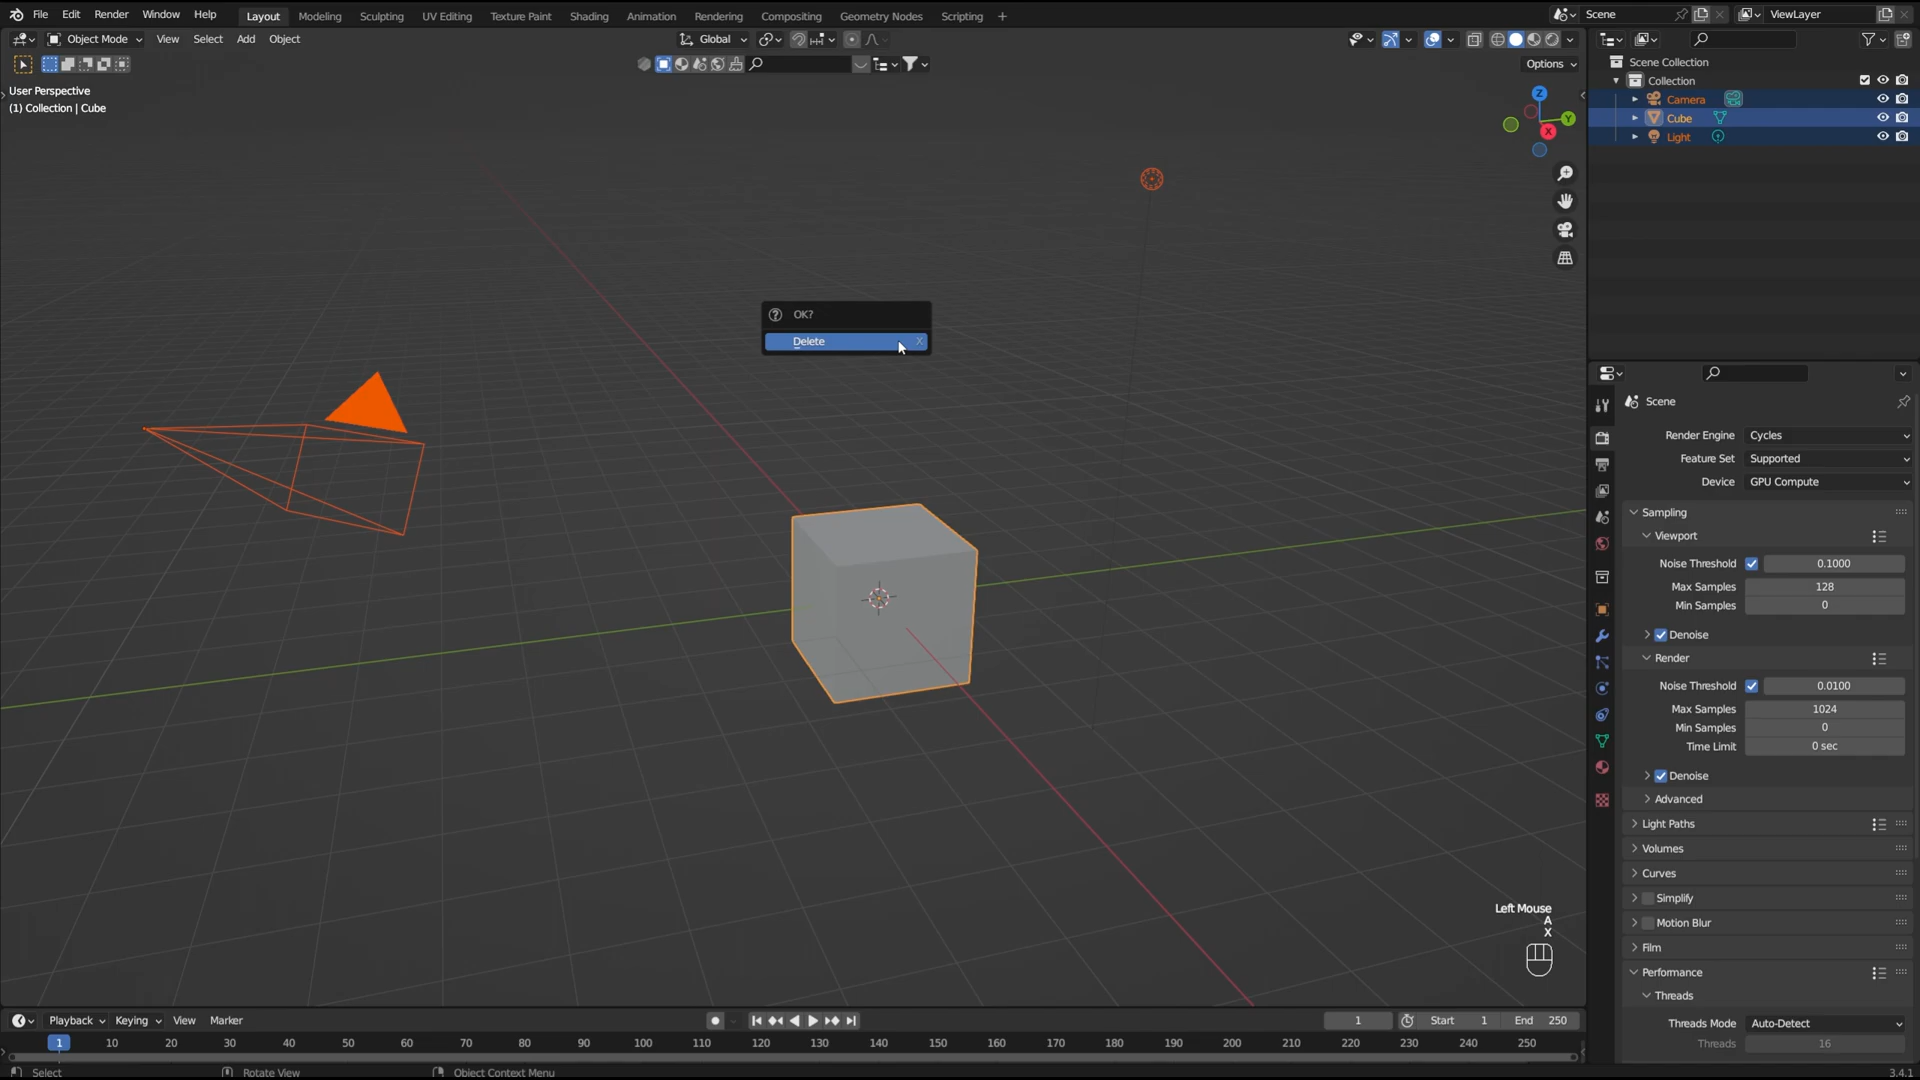 File Edit Render Window Help Layout Modeling Sculpting UV Editing Texture Paint Shading Animation Rendering Compositing Geometry Nodes Scripting + Scene ViewLayer
Object Mode View Select Add Object Global
Options
User Perspective
(1) Collection | Cube
Z
Y
X
OK?
Delete X
Left Mouse
A
X
Scene Collection
Collection
Camera
Cube
Light
Scene
Render Engine Cycles
Feature Set Supported
Device GPU Compute
Sampling
Viewport
Noise Threshold 0.1000
Max Samples 128
Min Samples 0
Denoise
Render
Noise Threshold 0.0100
Max Samples 1024
Min Samples 0
Time Limit 0 sec
Denoise
Advanced
Light Paths
Volumes
Curves
Simplify
Motion Blur
Film
Performance
Threads
Threads Mode Auto-Detect
Threads 16
Playback Keying View Marker 1 Start 1 End 250
1 10 20 30 40 50 60 70 80 90 100 110 120 130 140 150 160 170 180 190 200 210 220 230 240 250
Select Rotate View Object Context Menu 3.4.1